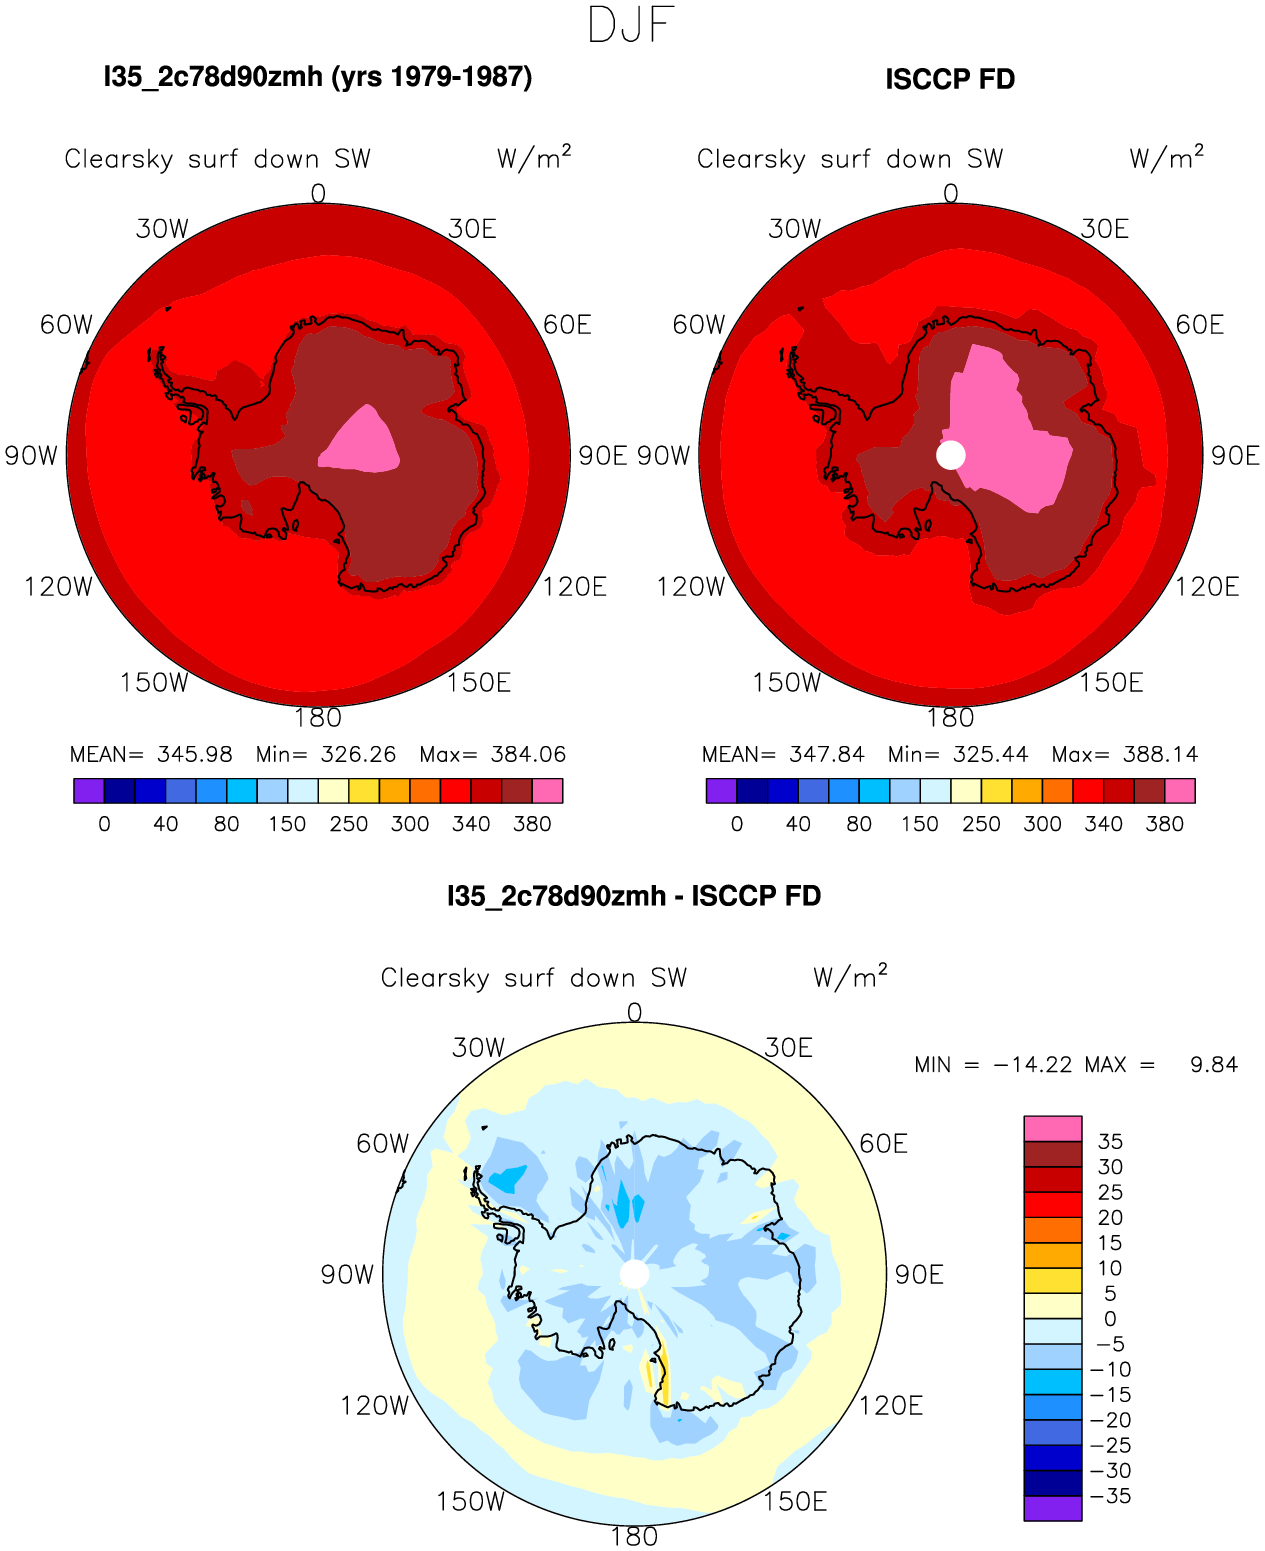 DJF
I35_2c78d90zmh (yrs 1979-1987)
ISCCP FD
Clearsky surf down SW W/m²
Clearsky surf down SW W/m²
0
30W 30E
60W 60E
90W 90E
120W 120E
150W 150E
180
0
30W 30E
60W 60E
90W 90E
120W 120E
150W 150E
180
MEAN= 345.98 Min= 326.26 Max= 384.06
0 40 80 150 250 300 340 380
MEAN= 347.84 Min= 325.44 Max= 388.14
0 40 80 150 250 300 340 380
I35_2c78d90zmh - ISCCP FD
Clearsky surf down SW W/m²
0
30W 30E
60W 60E
90W 90E
120W 120E
150W 150E
180
MIN = −14.22 MAX = 9.84
35
30
25
20
15
10
5
0
−5
−10
−15
−20
−25
−30
−35